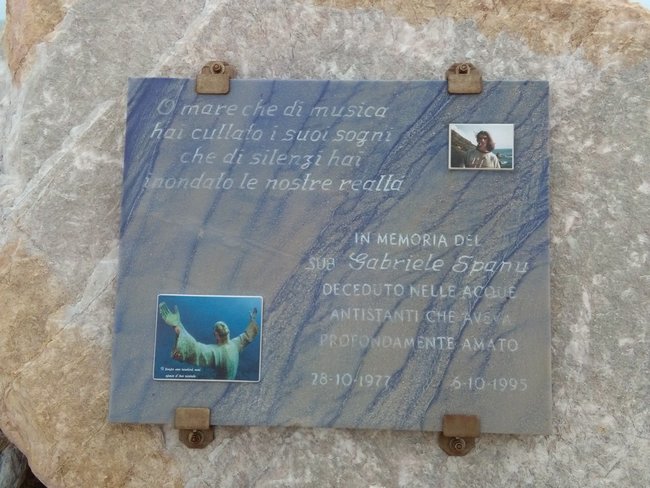 O mare che di musica
hai cullato i suoi sogni
che di silenzi hai
inondato le nostre realtà
IN MEMORIA DEL
SUB Gabriele Spanu
DECEDUTO NELLE ACQUE
ANTISTANTI CHE AVEVA
PROFONDAMENTE AMATO
28-10-1977 6-10-1995